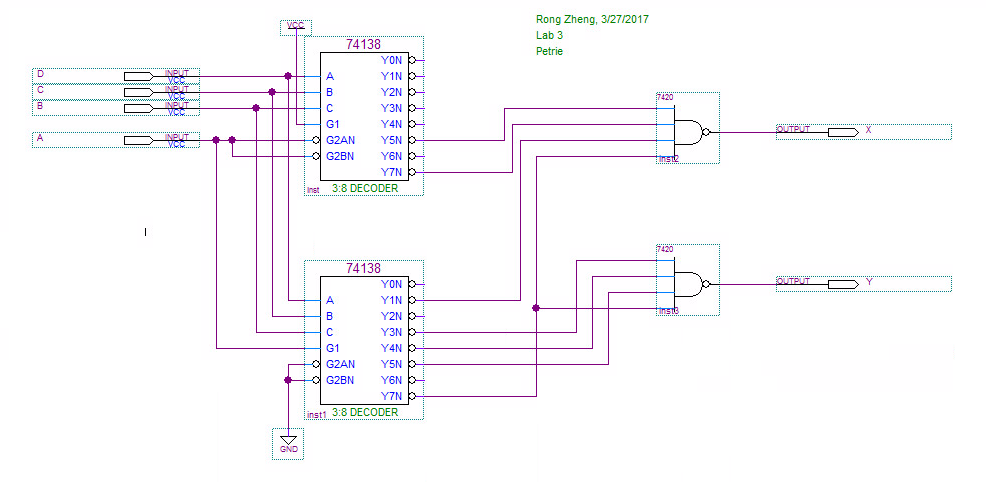 Rong Zheng, 3/27/2017
Lab 3
Petrie
VCC
74138
D INPUT VCC
C INPUT VCC
B INPUT VCC
A INPUT VCC
A Y0N
B Y1N
C Y2N
G1 Y3N
G2AN Y4N
G2BN Y5N
Y6N
Y7N
inst 3:8 DECODER
7420
inst2
OUTPUT X
74138
A Y0N
B Y1N
C Y2N
G1 Y3N
G2AN Y4N
G2BN Y5N
Y6N
Y7N
inst1 3:8 DECODER
7420
inst3
OUTPUT Y
GND